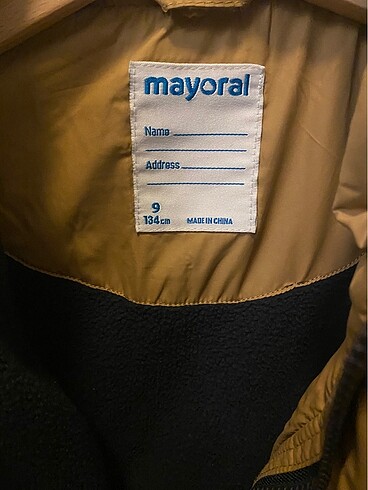 mayoral
Name
Address
9
134cm MADE IN CHINA